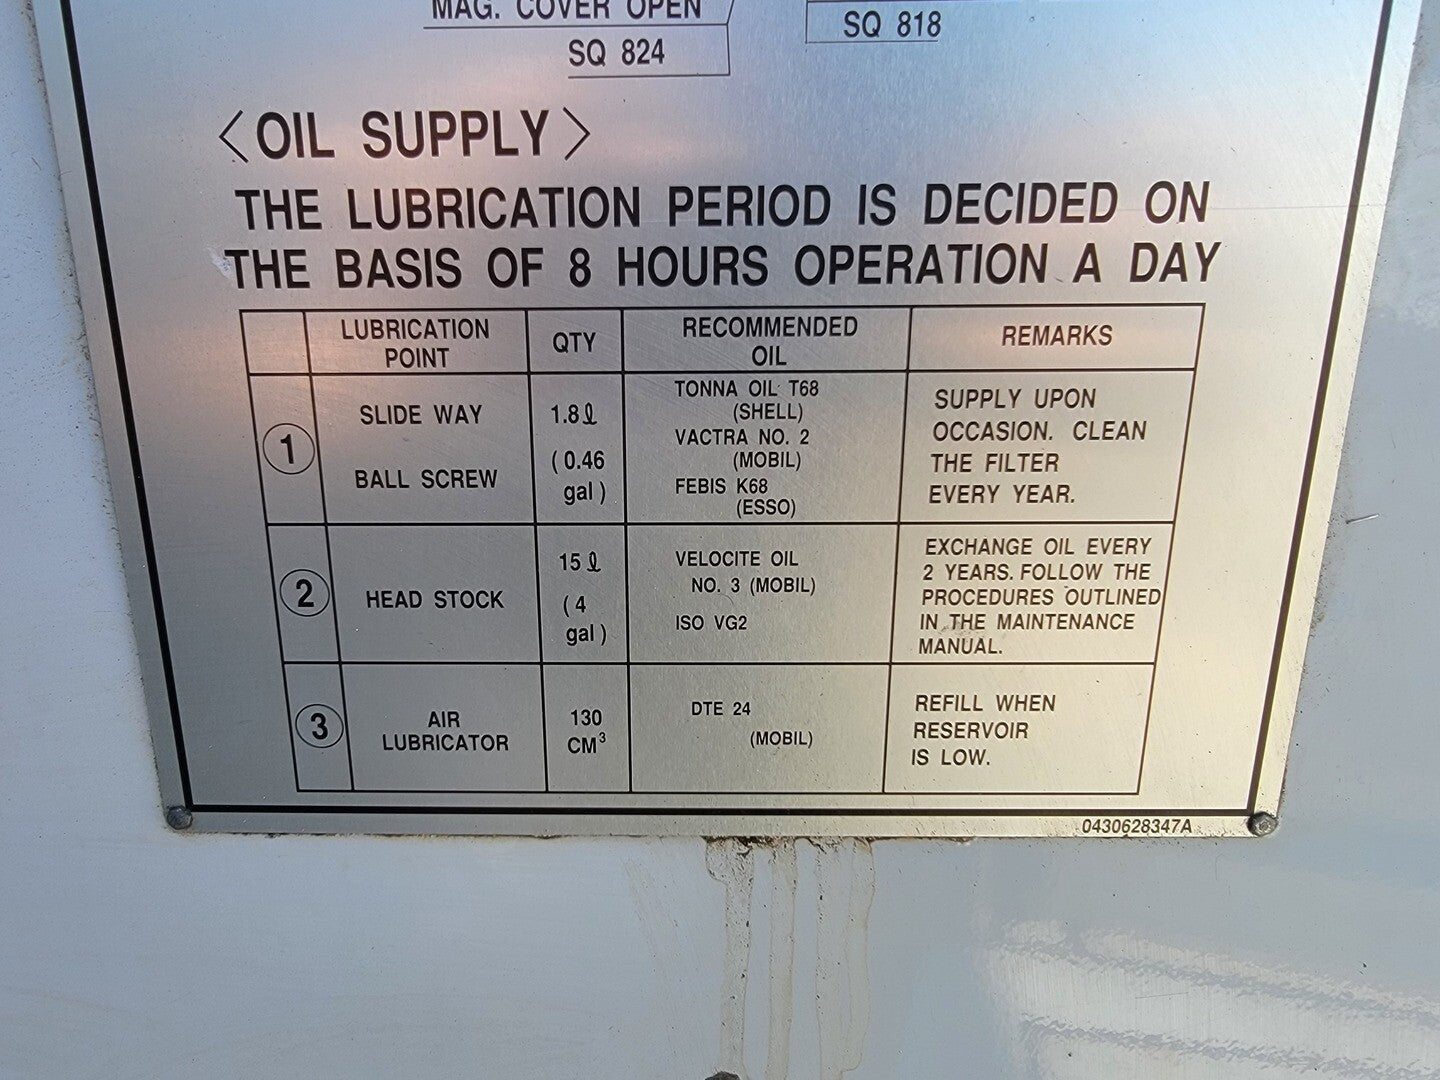 MAG. COVER OPEN
SQ 824
SQ 818
<OIL SUPPLY>
THE LUBRICATION PERIOD IS DECIDED ON
THE BASIS OF 8 HOURS OPERATION A DAY
LUBRICATION
POINT
QTY
RECOMMENDED
OIL
REMARKS
1
SLIDE WAY
BALL SCREW
1.8ℓ
(0.46
gal)
TONNA OIL T68
(SHELL)
VACTRA NO. 2
(MOBIL)
FEBIS K68
(ESSO)
SUPPLY UPON
OCCASION. CLEAN
THE FILTER
EVERY YEAR.
2
HEAD STOCK
15ℓ
(4
gal)
VELOCITE OIL
NO. 3 (MOBIL)
ISO VG2
EXCHANGE OIL EVERY
2 YEARS. FOLLOW THE
PROCEDURES OUTLINED
IN THE MAINTENANCE
MANUAL.
3
AIR
LUBRICATOR
130
CM³
DTE 24
(MOBIL)
REFILL WHEN
RESERVOIR
IS LOW.
0430628347A